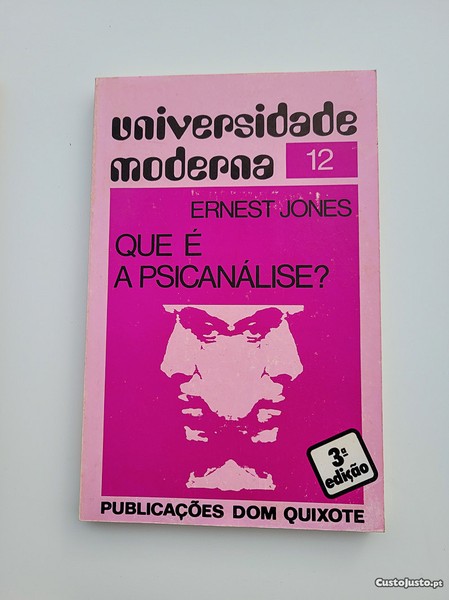 universidade
moderna 12
ERNEST JONES
QUE É
A PSICANÁLISE?
3ª
edição
PUBLICAÇÕES DOM QUIXOTE
CustoJusto.pt